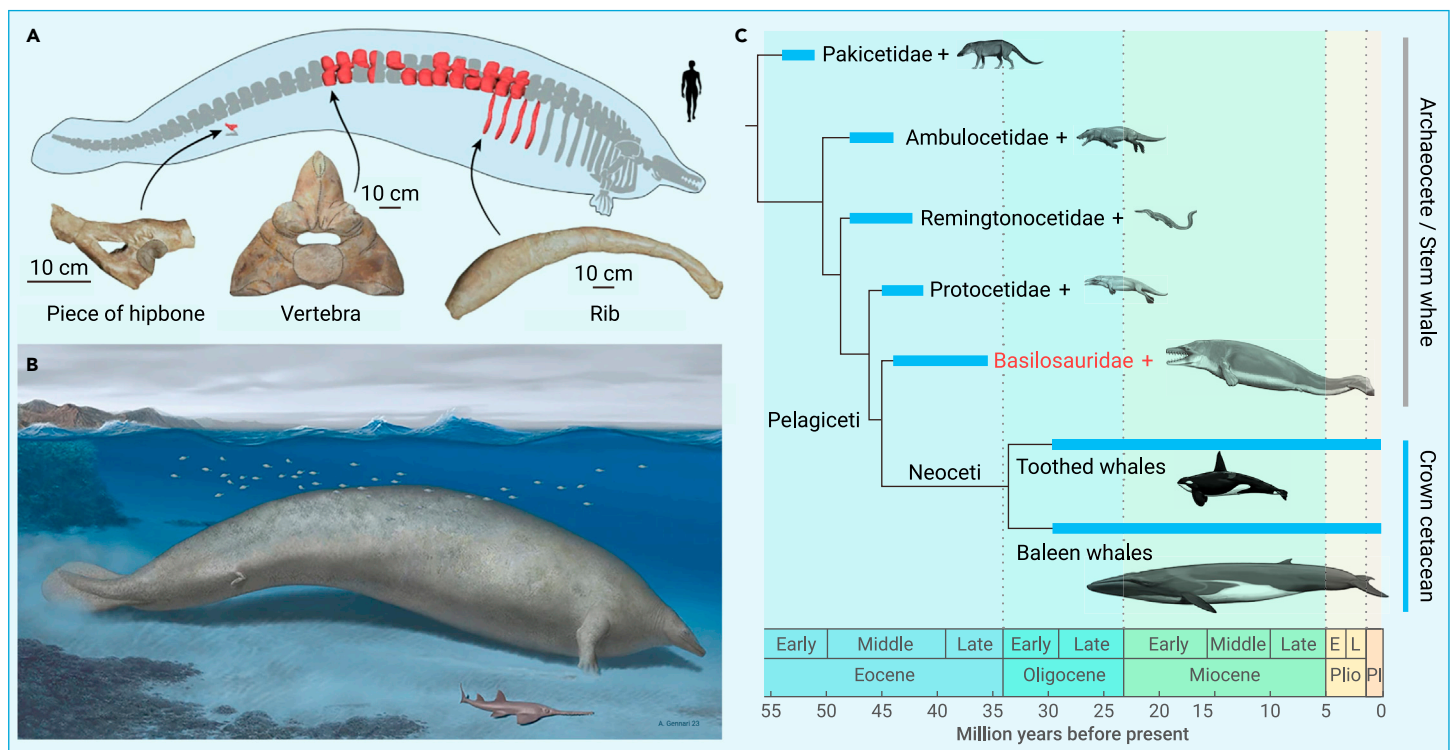 A
10 cm
10 cm
10 cm
Piece of hipbone
Vertebra
Rib
B
A. Gennari 23
C
Pakicetidae +
Ambulocetidae +
Remingtonocetidae +
Protocetidae +
Basilosauridae +
Pelagiceti
Neoceti
Toothed whales
Baleen whales
Archaeocete / Stem whale
Crown cetacean
Early Middle Late Early Late Early Middle Late E L
Eocene Oligocene Miocene Plio Pl
55 50 45 40 35 30 25 20 15 10 5 0
Million years before present